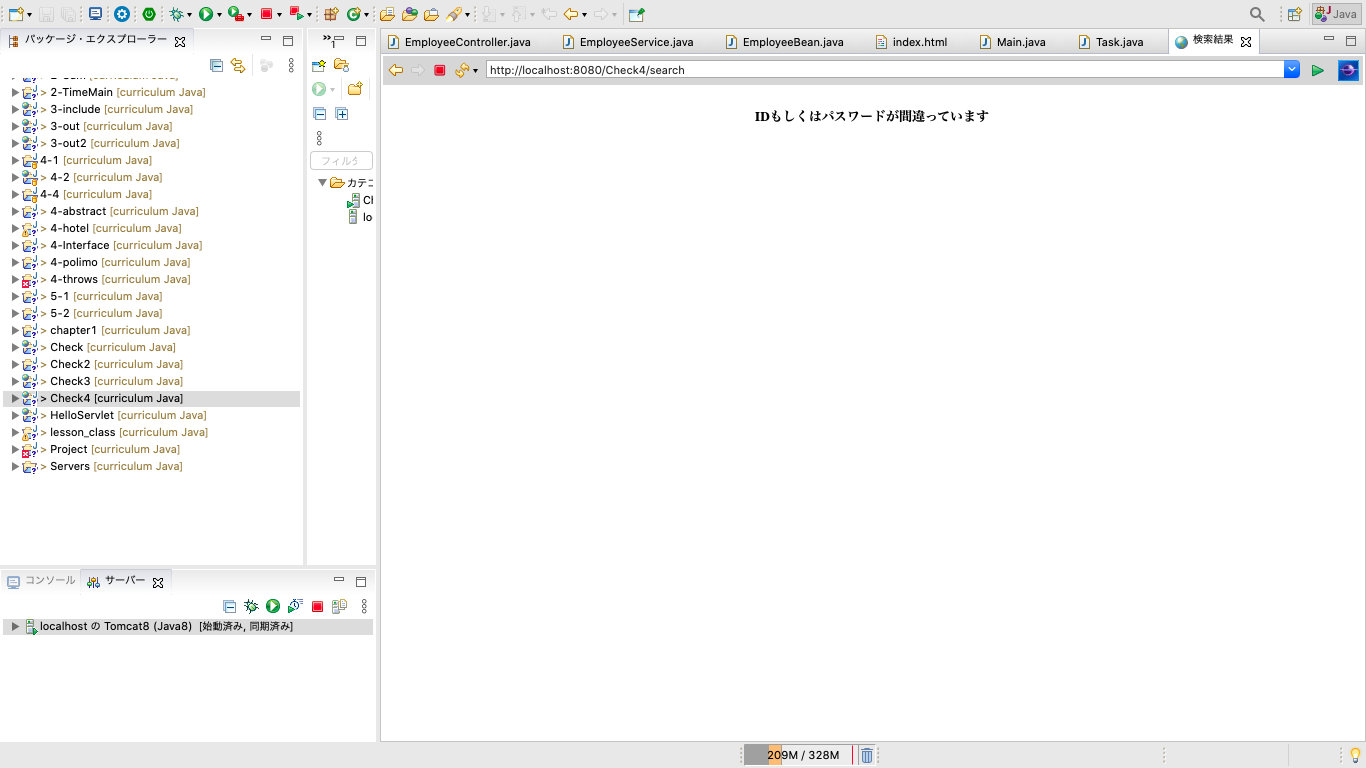 Java
パッケージ・エクスプローラー
> 2-TimeMain [curriculum Java]
> 3-include [curriculum Java]
> 3-out [curriculum Java]
> 3-out2 [curriculum Java]
4-1 [curriculum Java]
> 4-2 [curriculum Java]
4-4 [curriculum Java]
> 4-abstract [curriculum Java]
> 4-hotel [curriculum Java]
> 4-Interface [curriculum Java]
> 4-polimo [curriculum Java]
> 4-throws [curriculum Java]
> 5-1 [curriculum Java]
> 5-2 [curriculum Java]
> chapter1 [curriculum Java]
> Check [curriculum Java]
> Check2 [curriculum Java]
> Check3 [curriculum Java]
> Check4 [curriculum Java]
> HelloServlet [curriculum Java]
> lesson_class [curriculum Java]
> Project [curriculum Java]
> Servers [curriculum Java]
»1
フィルタ
カテゴ
Cl
lo
EmployeeController.java EmployeeService.java EmployeeBean.java index.html Main.java Task.java 検索結果
http://localhost:8080/Check4/search
IDもしくはパスワードが間違っています
コンソール サーバー
localhost の Tomcat8 (Java8) [始動済み, 同期済み]
209M / 328M